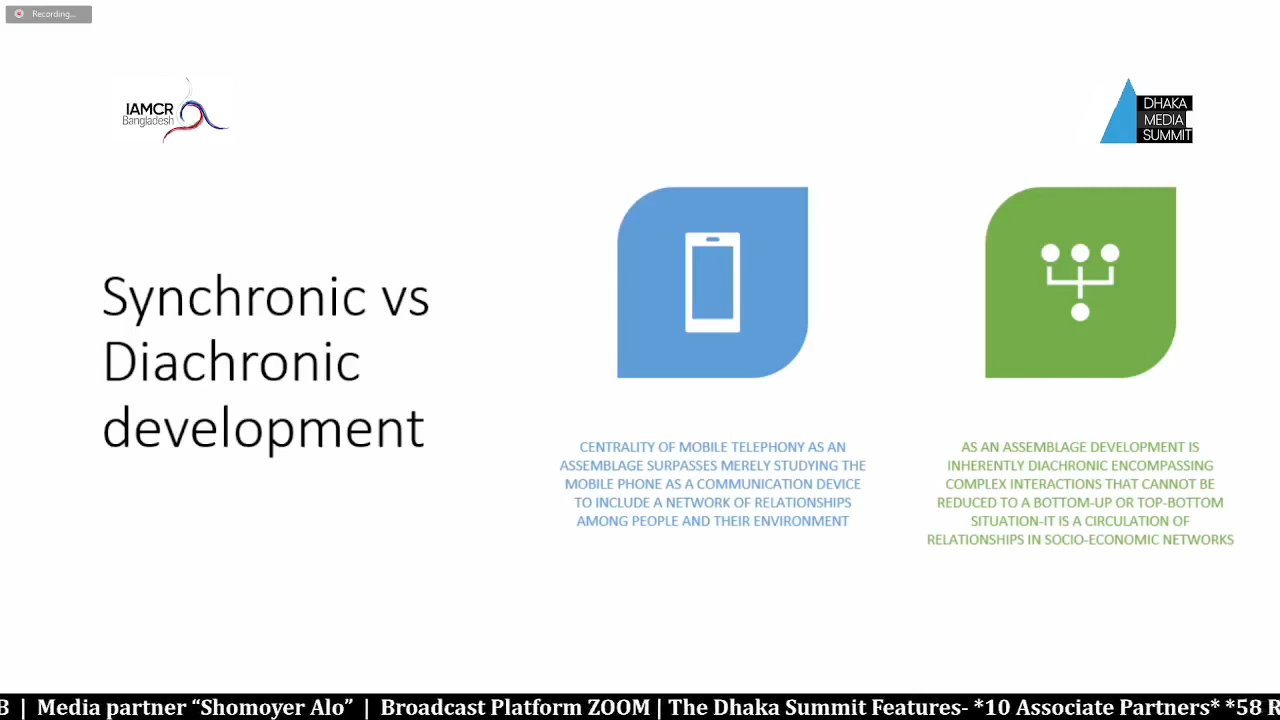 Recording...
IAMCR
Bangladesh
DHAKA
MEDIA
SUMMIT
Synchronic vs
Diachronic
development
CENTRALITY OF MOBILE TELEPHONY AS AN
ASSEMBLAGE SURPASSES MERELY STUDYING THE
MOBILE PHONE AS A COMMUNICATION DEVICE
TO INCLUDE A NETWORK OF RELATIONSHIPS
AMONG PEOPLE AND THEIR ENVIRONMENT
AS AN ASSEMBLAGE DEVELOPMENT IS
INHERENTLY DIACHRONIC ENCOMPASSING
COMPLEX INTERACTIONS THAT CANNOT BE
REDUCED TO A BOTTOM-UP OR TOP-BOTTOM
SITUATION-IT IS A CIRCULATION OF
RELATIONSHIPS IN SOCIO-ECONOMIC NETWORKS
B | Media partner “Shomoyer Alo” | Broadcast Platform ZOOM | The Dhaka Summit Features- *10 Associate Partners* *58 R